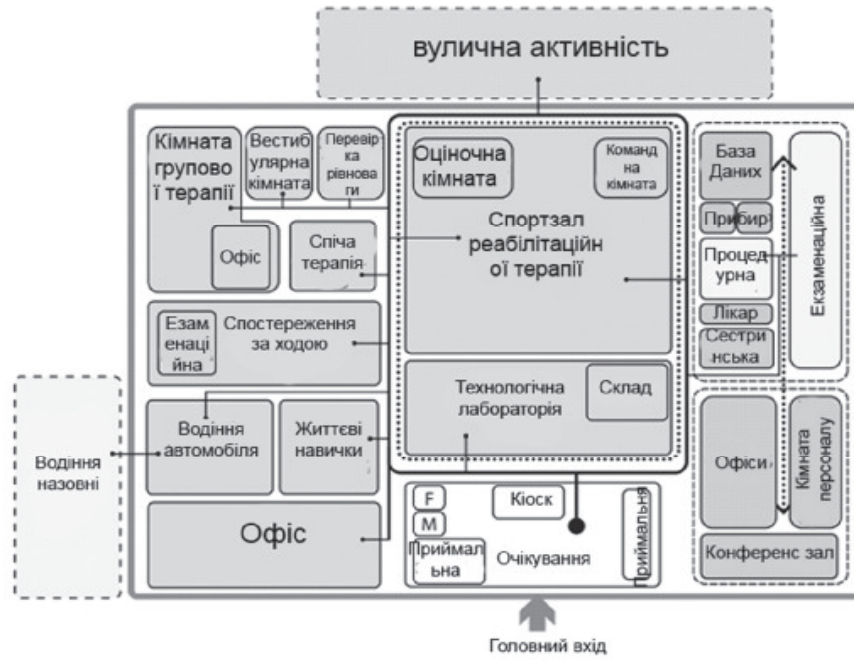 вулична активність
Кімната
групово
ї терапії
Вестиб
улярна
кімната
Перевір
ка
рівнова
ги
Офіс
Спіча
терапія
Езам
енаці
йна
Спостереження
за ходою
Водіння
автомобіля
Життєві
навички
Офіс
Водіння
назовні
Оціночна
кімната
Команд
на
кімната
Спортзал
реабілітаційн
ої терапії
Технологічна
лабораторія
Склад
F
M
Кіоск
Приймал
ьна
Очікування
Приймальня
База
Даних
Прибир
Процед
урна
Лікар
Сестри
нська
Екзаменаційна
Офіси
Кімната
персоналу
Конференс зал
Головний вхід